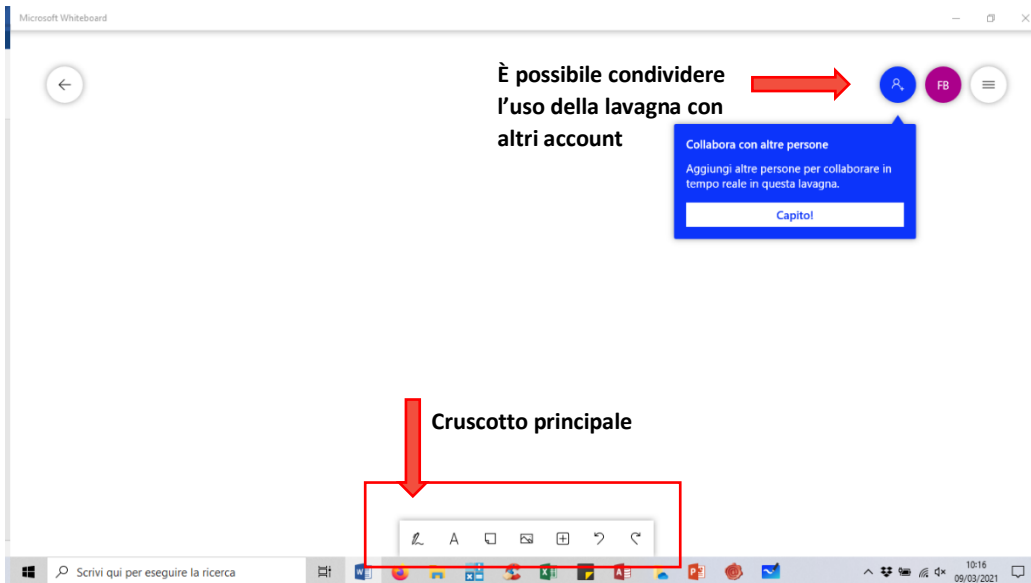 Microsoft Whiteboard
È possibile condividere
l’uso della lavagna con
altri account
FB
Collabora con altre persone
Aggiungi altre persone per collaborare in
tempo reale in questa lavagna.
Capito!
Cruscotto principale
A
Scrivi qui per eseguire la ricerca
10:16
09/03/2021